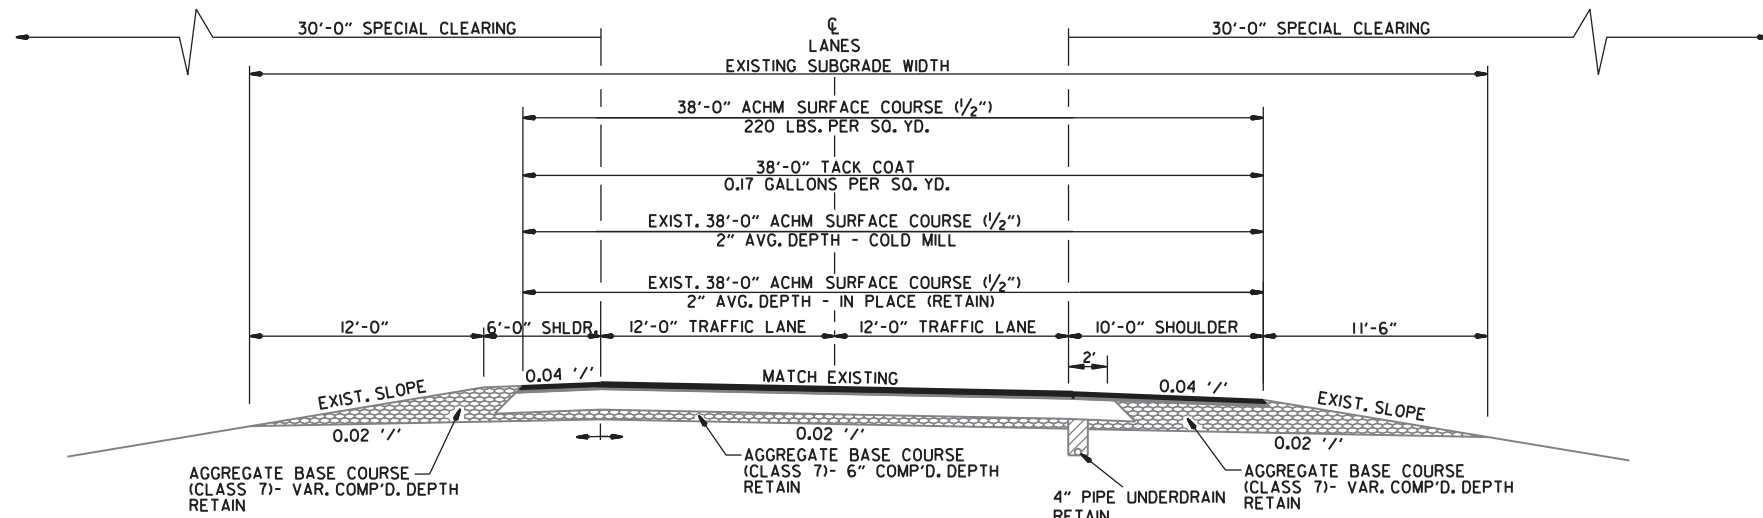 30'-0" SPECIAL CLEARING
℄
LANES
30'-0" SPECIAL CLEARING
EXISTING SUBGRADE WIDTH
38'-0" ACHM SURFACE COURSE (1/2")
220 LBS. PER SQ. YD.
38'-0" TACK COAT
0.17 GALLONS PER SQ. YD.
EXIST. 38'-0" ACHM SURFACE COURSE (1/2")
2" AVG. DEPTH - COLD MILL
EXIST. 38'-0" ACHM SURFACE COURSE (1/2")
2" AVG. DEPTH - IN PLACE (RETAIN)
12'-0"
6'-0" SHLDR.
12'-0" TRAFFIC LANE
12'-0" TRAFFIC LANE
10'-0" SHOULDER
11'-6"
2'
EXIST. SLOPE
0.04 '/'
MATCH EXISTING
0.04 '/'
EXIST. SLOPE
0.02 '/'
0.02 '/'
0.02 '/'
AGGREGATE BASE COURSE
(CLASS 7)- VAR. COMP'D. DEPTH
RETAIN
AGGREGATE BASE COURSE
(CLASS 7)- 6" COMP'D. DEPTH
RETAIN
4" PIPE UNDERDRAIN
RETAIN
AGGREGATE BASE COURSE
(CLASS 7)- VAR. COMP'D. DEPTH
RETAIN